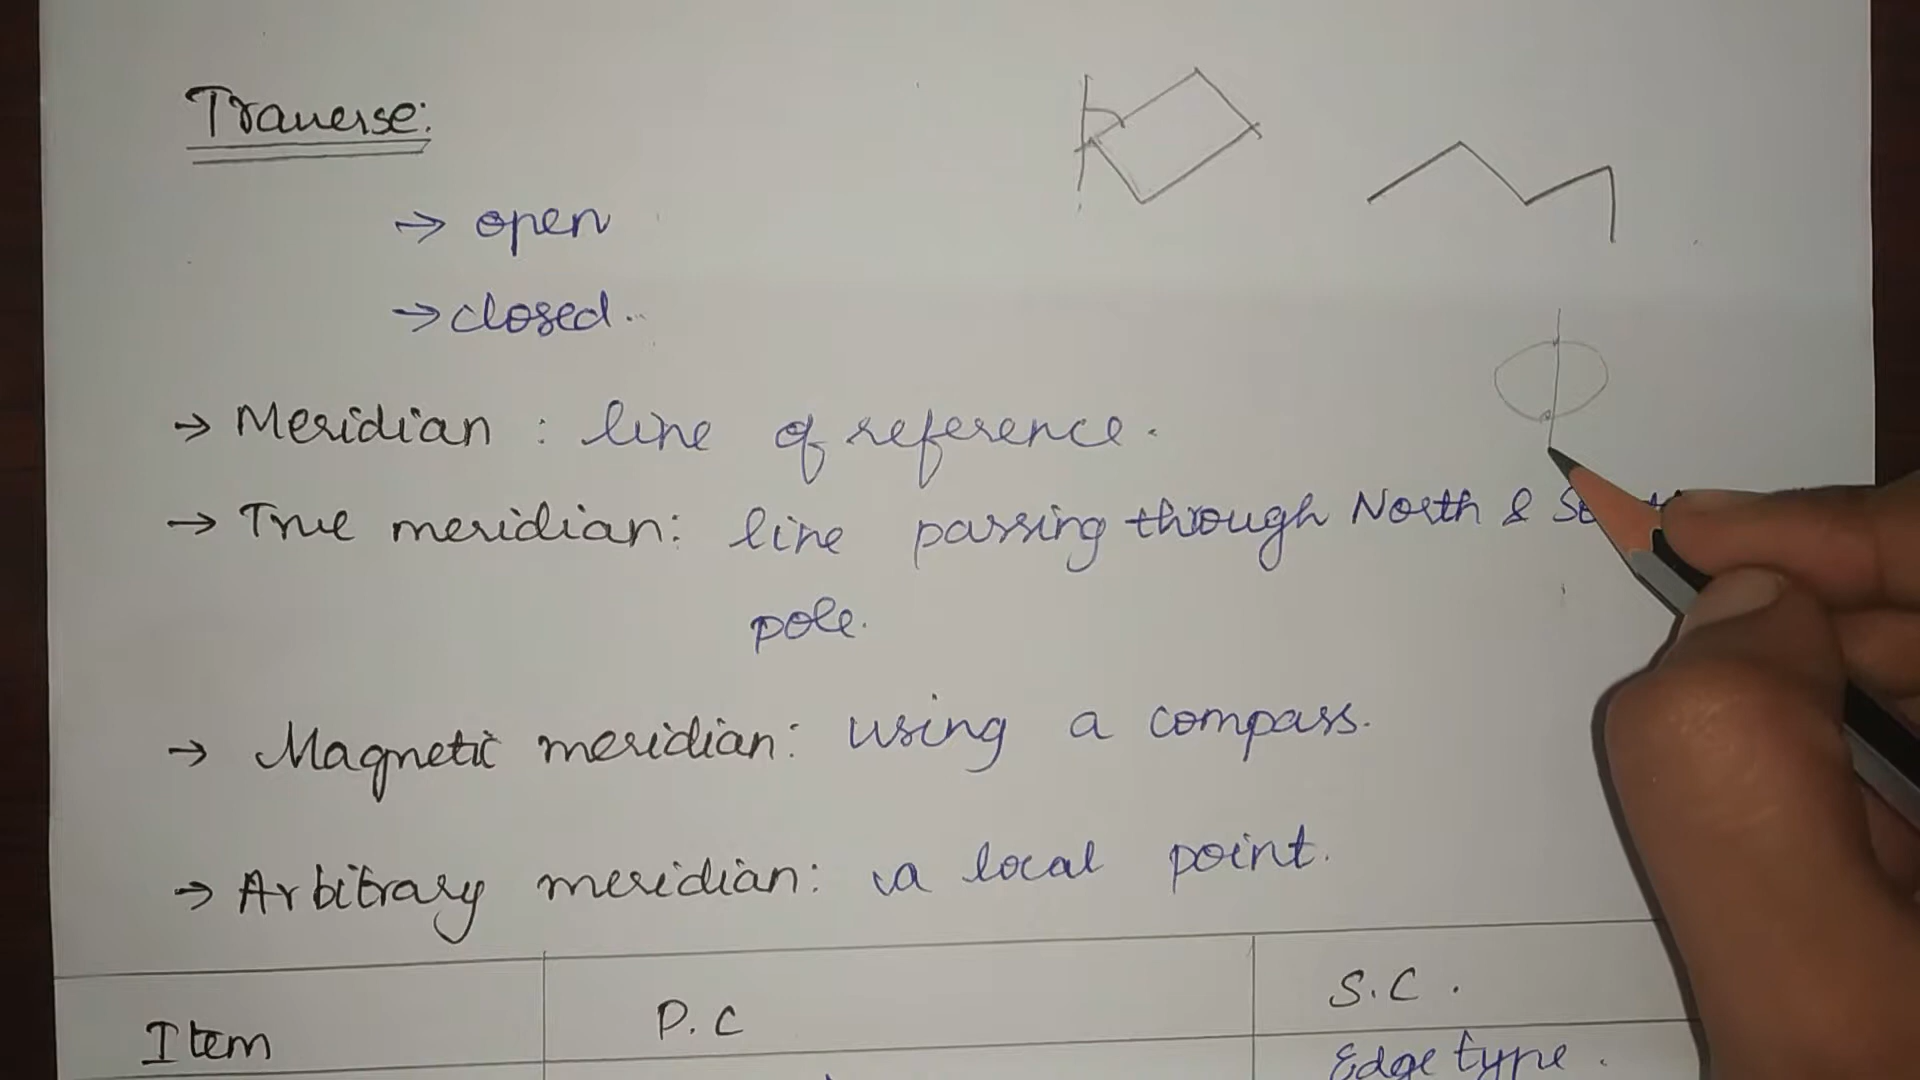 Traverse:
→ open
→ closed.
→ Meridian : line of reference.
→ True meridian: line passing through North &
pole.
→ Magnetic meridian: using a compass.
→ Arbitrary meridian: a local point.
Item P.C S.C.
Edge type.